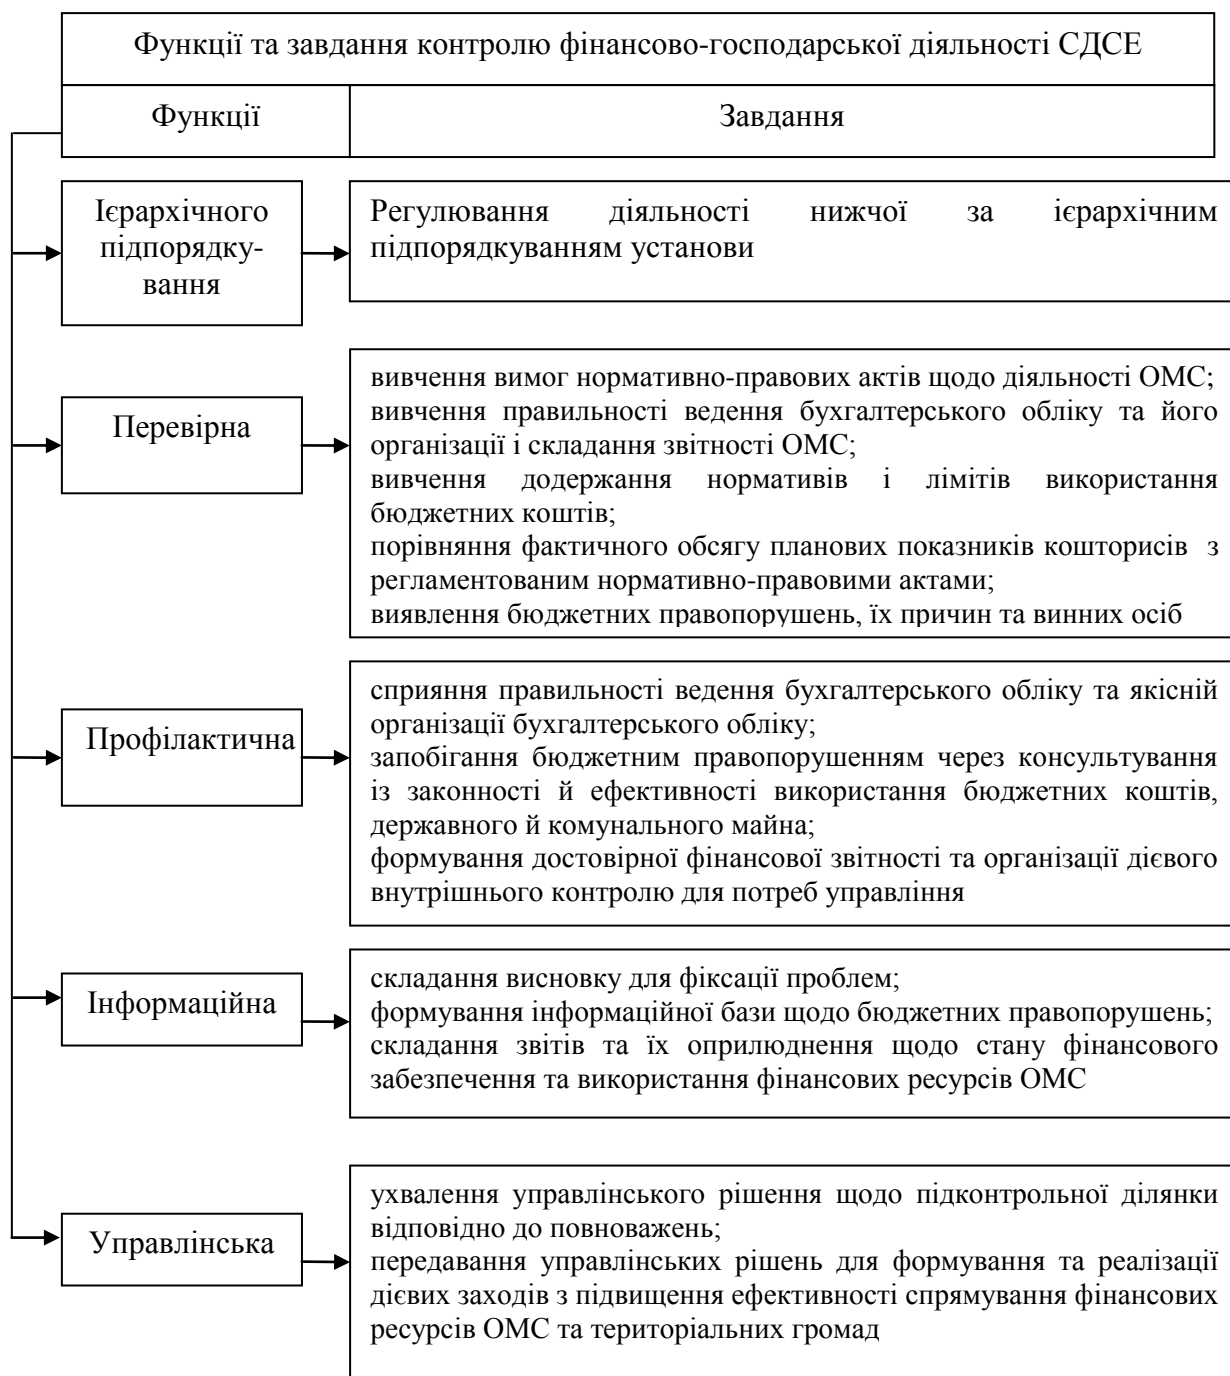 Функції та завдання контролю фінансово-господарської діяльності СДСЕ
Функції
Завдання
Ієрархічного
підпорядку-
вання
Регулювання діяльності нижчої за ієрархічним
підпорядкуванням установи
Перевірна
вивчення вимог нормативно-правових актів щодо діяльності ОМС;
вивчення правильності ведення бухгалтерського обліку та його
організації і складання звітності ОМС;
вивчення додержання нормативів і лімітів використання
бюджетних коштів;
порівняння фактичного обсягу планових показників кошторисів з
регламентованим нормативно-правовими актами;
виявлення бюджетних правопорушень, їх причин та винних осіб
Профілактична
сприяння правильності ведення бухгалтерського обліку та якісній
організації бухгалтерського обліку;
запобігання бюджетним правопорушенням через консультування
із законності й ефективності використання бюджетних коштів,
державного й комунального майна;
формування достовірної фінансової звітності та організації дієвого
внутрішнього контролю для потреб управління
Інформаційна
складання висновку для фіксації проблем;
формування інформаційної бази щодо бюджетних правопорушень;
складання звітів та їх оприлюднення щодо стану фінансового
забезпечення та використання фінансових ресурсів ОМС
Управлінська
ухвалення управлінського рішення щодо підконтрольної ділянки
відповідно до повноважень;
передавання управлінських рішень для формування та реалізації
дієвих заходів з підвищення ефективності спрямування фінансових
ресурсів ОМС та територіальних громад